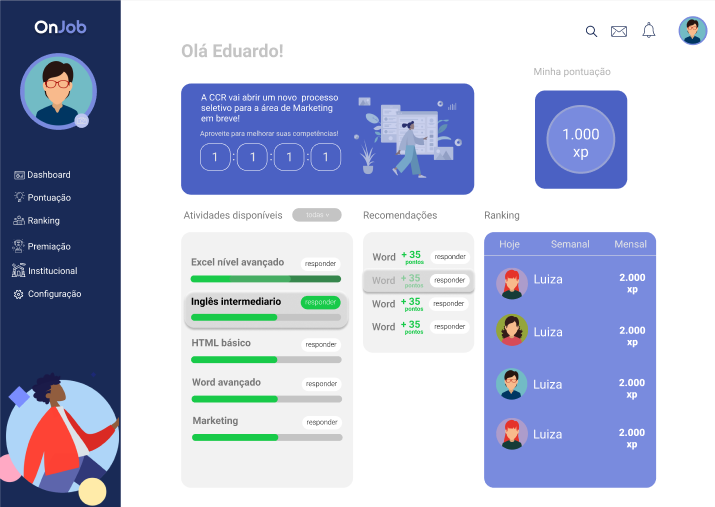 OnJob
Dashboard
Pontuação
Ranking
Premiação
Institucional
Configuração
Olá Eduardo!
A CCR vai abrir um novo processo
seletivo para a área de Marketing
em breve!
Aproveite para melhorar suas competências!
1 : 1 : 1 : 1
Minha pontuação
1.000
xp
Atividades disponíveis
todas v
Excel nível avançado responder
Inglês intermediario responder
HTML básico responder
Word avançado responder
Marketing responder
Recomendações
Word + 35 pontos responder
Word + 35 pontos responder
Word + 35 pontos responder
Word + 35 pontos responder
Ranking
Hoje Semanal Mensal
Luiza 2.000
xp
Luiza 2.000
xp
Luiza 2.000
xp
Luiza 2.000
xp